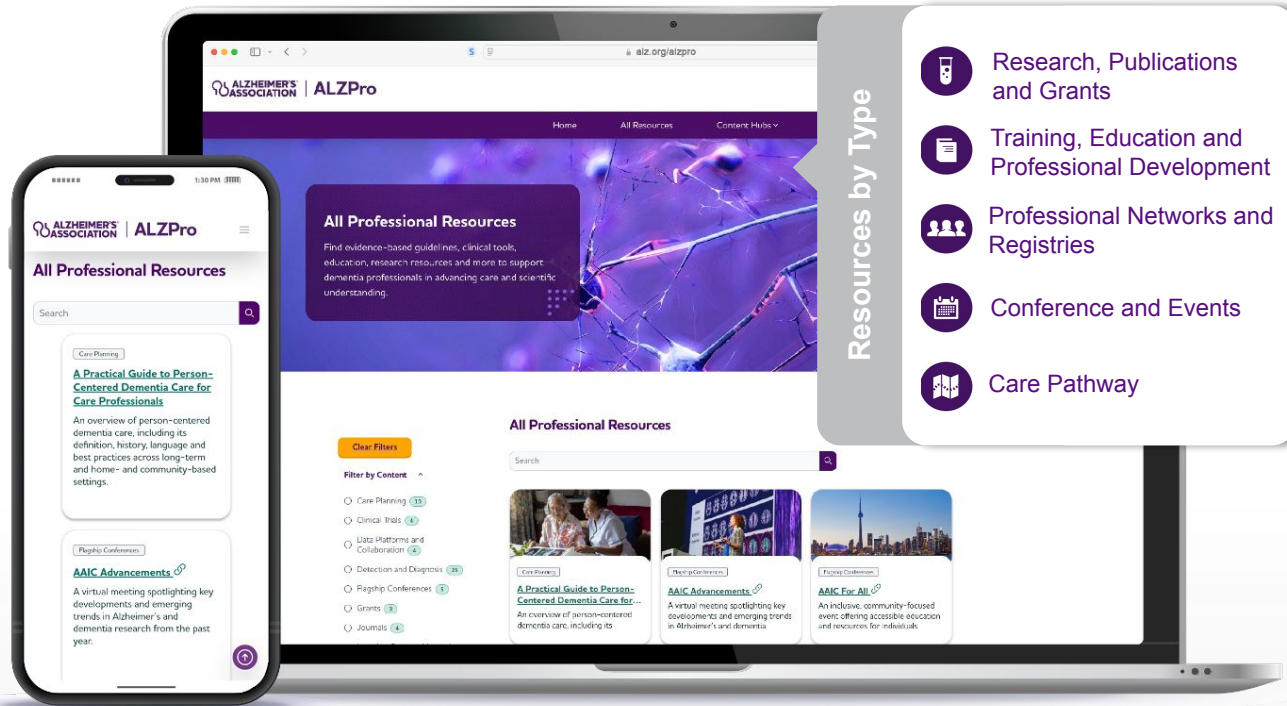 alz.org/alzpro
ALZHEIMER'S
ASSOCIATION
ALZPro
Home
All Resources
Content Hubs
All Professional Resources
Find evidence-based guidelines, clinical tools,
education, research resources and more to support
dementia professionals in advancing care and scientific
understanding.
Clear Filters
Filter by Content
Care Planning 13
Clinical Trials 4
Data Platforms and
Collaboration 4
Detection and Diagnosis
Flagship Conferences 5
Grants 3
Journals 4
All Professional Resources
Search
Care Planning
A Practical Guide to Person-
Centered Dementia Care for...
An overview of person-centered
dementia care, including its
Flagship Conferences
AAIC Advancements
A virtual meeting spotlighting key
developments and emerging trends
in Alzheimer's and dementia
Flagship Conferences
AAIC For All
An inclusive, community-focused
event offering accessible education
and resources for individuals
1:30 PM
ALZHEIMER'S
ASSOCIATION
ALZPro
All Professional Resources
Search
Care Planning
A Practical Guide to Person-
Centered Dementia Care for
Care Professionals
An overview of person-centered
dementia care, including its
definition, history, language and
best practices across long-term
and home- and community-based
settings.
Flagship Conferences
AAIC Advancements
A virtual meeting spotlighting key
developments and emerging
trends in Alzheimer's and
dementia research from the past
year.
Resources by Type
Research, Publications
and Grants
Training, Education and
Professional Development
Professional Networks and
Registries
Conference and Events
Care Pathway